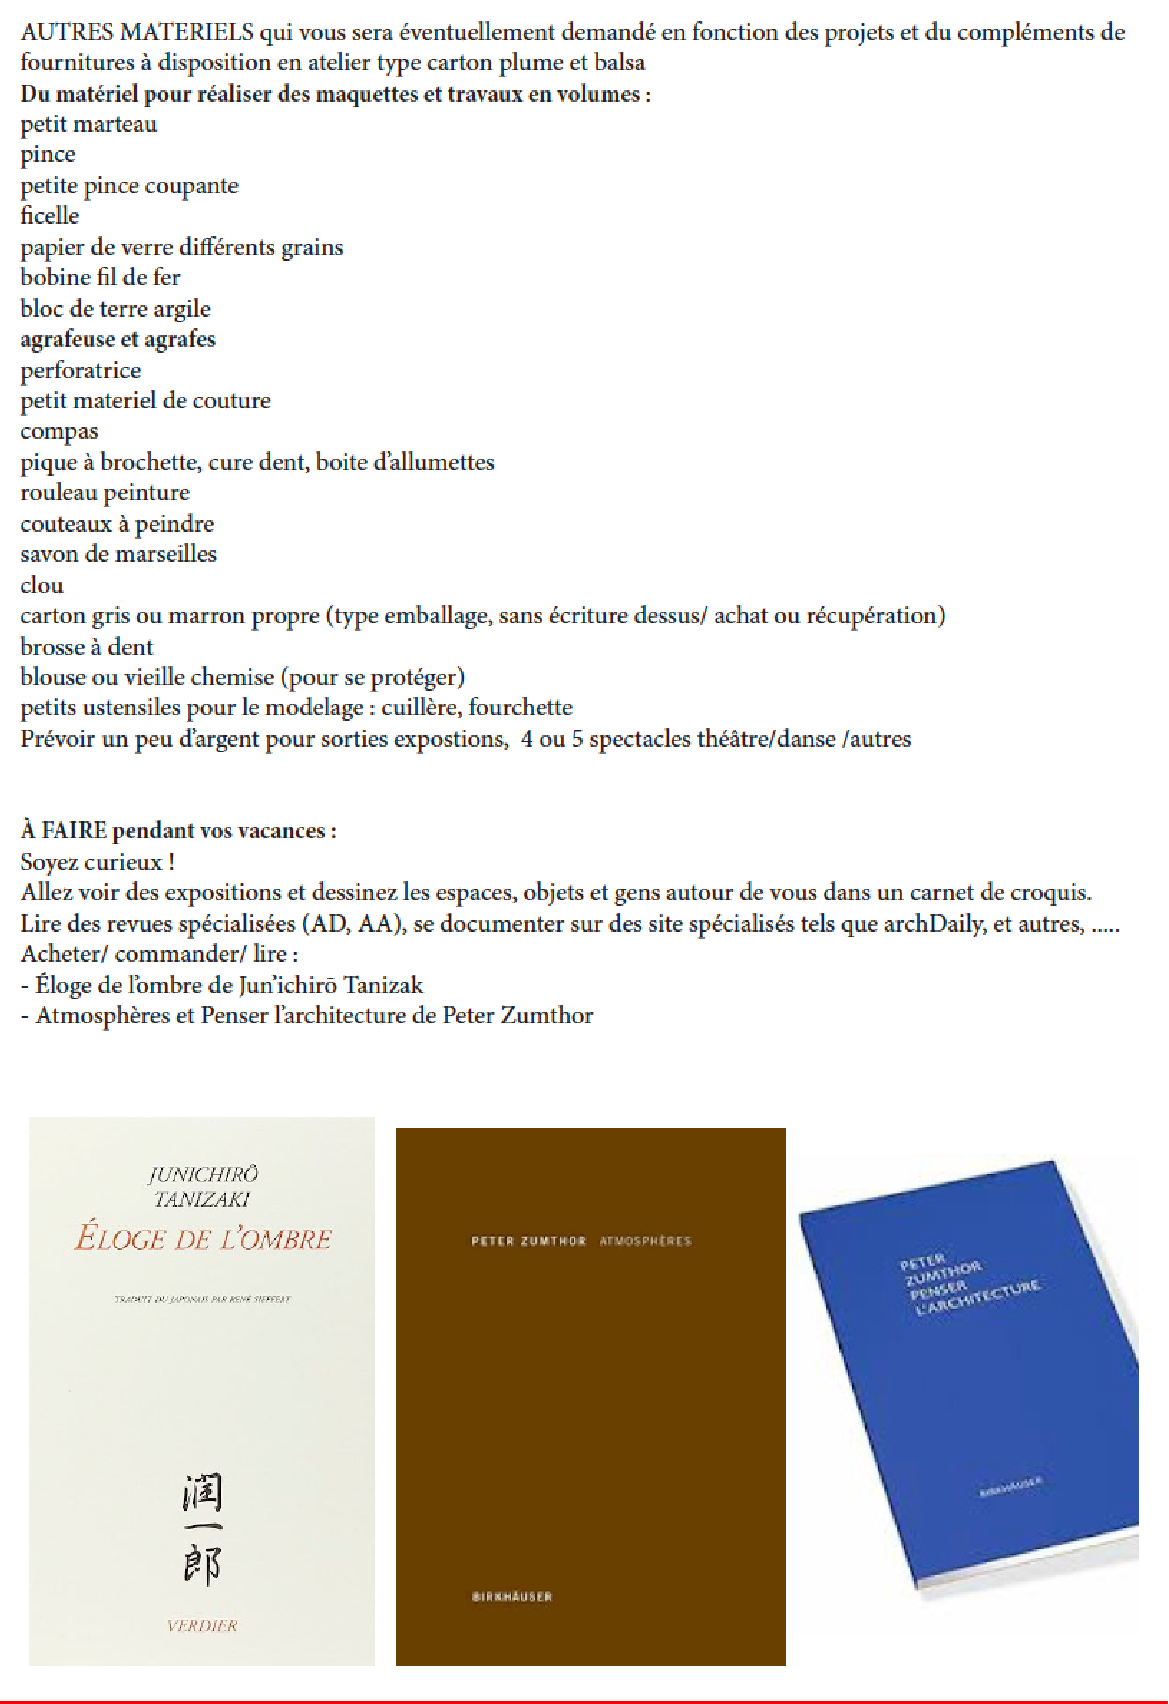 AUTRES MATERIELS qui vous sera éventuellement demandé en fonction des projets et du compléments de
fournitures à disposition en atelier type carton plume et balsa
Du matériel pour réaliser des maquettes et travaux en volumes :
petit marteau
pince
petite pince coupante
ficelle
papier de verre différents grains
bobine fil de fer
bloc de terre argile
agrafeuse et agrafes
perforatrice
petit materiel de couture
compas
pique à brochette, cure dent, boite d'allumettes
rouleau peinture
couteaux à peindre
savon de marseilles
clou
carton gris ou marron propre (type emballage, sans écriture dessus/ achat ou récupération)
brosse à dent
blouse ou vieille chemise (pour se protéger)
petits ustensiles pour le modelage : cuillère, fourchette
Prévoir un peu d'argent pour sorties expostions,  4 ou 5 spectacles théâtre/danse /autres
À FAIRE pendant vos vacances :
Soyez curieux !
Allez voir des expositions et dessinez les espaces, objets et gens autour de vous dans un carnet de croquis.
Lire des revues spécialisées (AD, AA), se documenter sur des site spécialisés tels que archDaily, et autres, .....
Acheter/ commander/ lire :
- Éloge de l'ombre de Jun'ichirō Tanizak
- Atmosphères et Penser l'architecture de Peter Zumthor
JUNICHIRÔ
TANIZAKI
ÉLOGE DE L'OMBRE
TRADUIT DU JAPONAIS PAR RENÉ SIEFFERT
潤
一
郎
VERDIER
PETER ZUMTHOR ATMOSPHÈRES
BIRKHÄUSER
PETER
ZUMTHOR
PENSER
L'ARCHITECTURE
BIRKHÄUSER